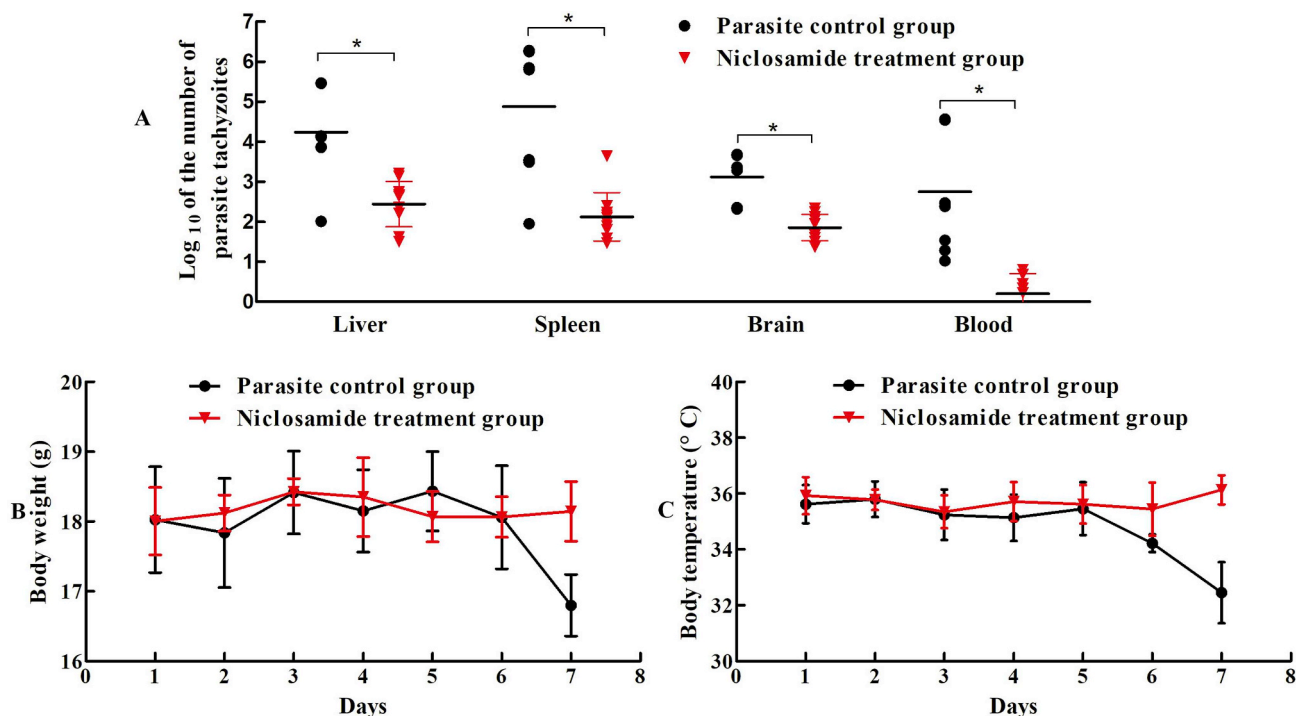 A
Log 10 of the number of
parasite tachyzoites
7
6
5
4
3
2
1
0
* * * *
Parasite control group
Niclosamide treatment group
Liver Spleen Brain Blood
B
Body weight (g)
20
19
18
17
16
Parasite control group
Niclosamide treatment group
0 1 2 3 4 5 6 7 8
Days
C
Body temperature (° C)
40
38
36
34
32
30
Parasite control group
Niclosamide treatment group
0 1 2 3 4 5 6 7 8
Days